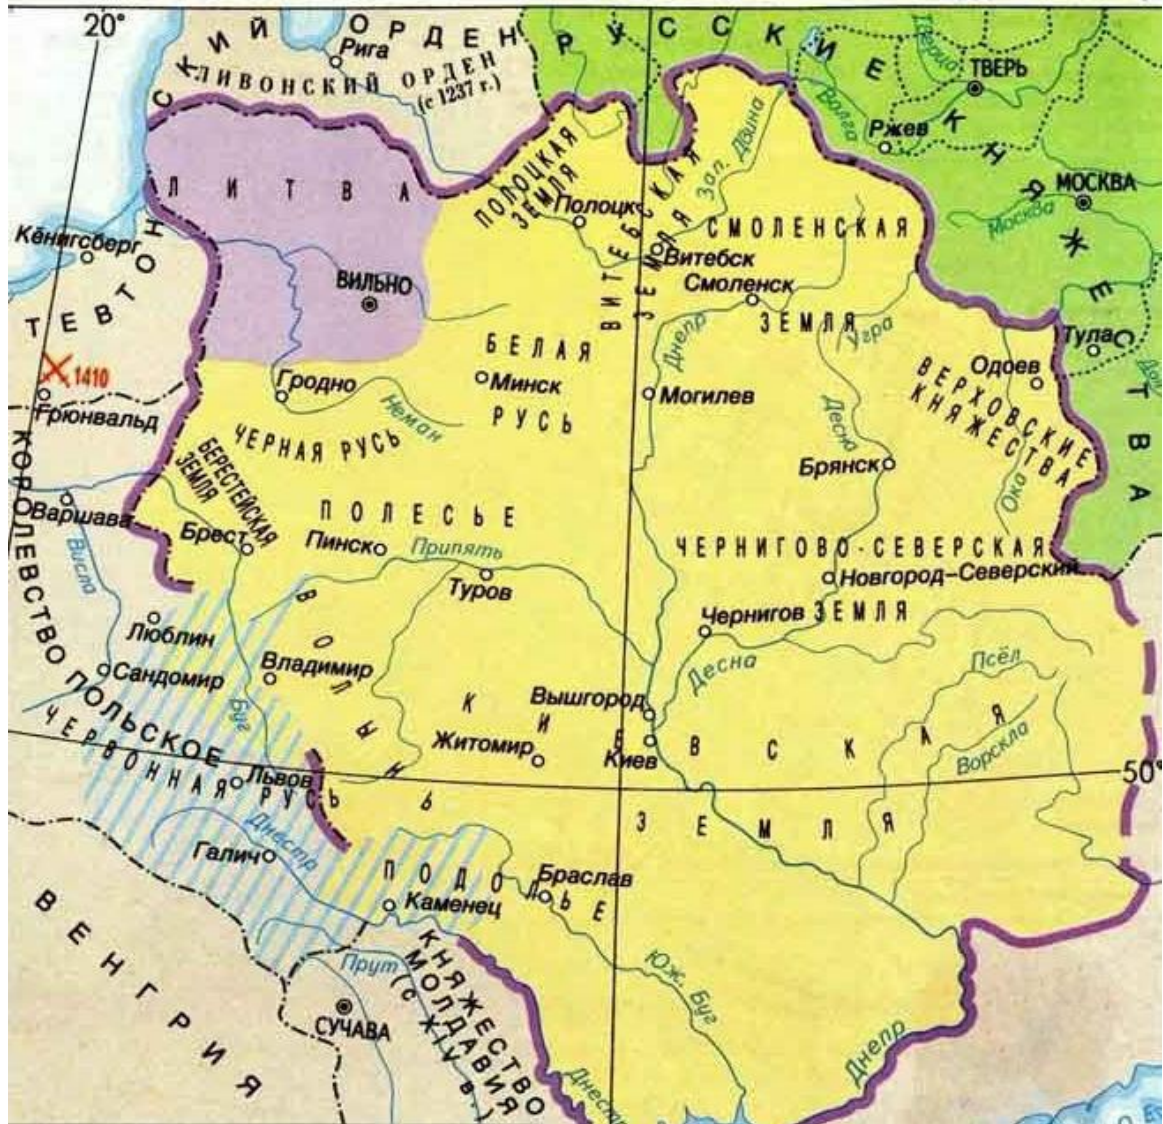 20°
ТЕВТОНСКИЙ ОРДЕН
Рига
ЛИВОНСКИЙ ОРДЕН
(с 1237 г.)
РУССКИЕ КНЯЖЕСТВА
Тверца
ТВЕРЬ
Волга
Ржев
МОСКВА
Москва
ЛИТВА
ПОЛОЦКАЯ
ЗЕМЛЯ
Полоцк
ВИТЕБСКАЯ
ЗЕМЛЯ
Зап. Двина
СМОЛЕНСКАЯ
ЗЕМЛЯ
Витебск
Смоленск
Кёнигсберг
ВИЛЬНО
Днепр
Угра
Тула
Дон
1410
Грюнвальд
БЕЛАЯ
РУСЬ
Минск
Гродно
Неман
Могилев
Одоев
ВЕРХОВСКИЕ
КНЯЖЕСТВА
Десна
Брянск
Ока
ЧЕРНАЯ РУСЬ
БЕРЕСТЕЙСКАЯ
ЗЕМЛЯ
КОРОЛЕВСТВО ПОЛЬСКОЕ
Варшава
Висла
Брест
ПОЛЕСЬЕ
Пинск
Припять
Туров
ЧЕРНИГОВО-СЕВЕРСКАЯ
ЗЕМЛЯ
Новгород-Северский
Чернигов
Десна
Люблин
Сандомир
Владимир
ВОЛЫНЬ
Буг
Вышгород
Житомир
Киев
КИЕВСКАЯ
ЗЕМЛЯ
Псёл
Ворскла
50°
ЧЕРВОННАЯ РУСЬ
Львов
Днестр
Галич
ПОДОЛЬЕ
Браслав
Каменец
ВЕНГРИЯ
Прут
СУЧАВА
КНЯЖЕСТВО
МОЛДАВИЯ
(с XIV в.)
Юж. Буг
Днестр
Днепр